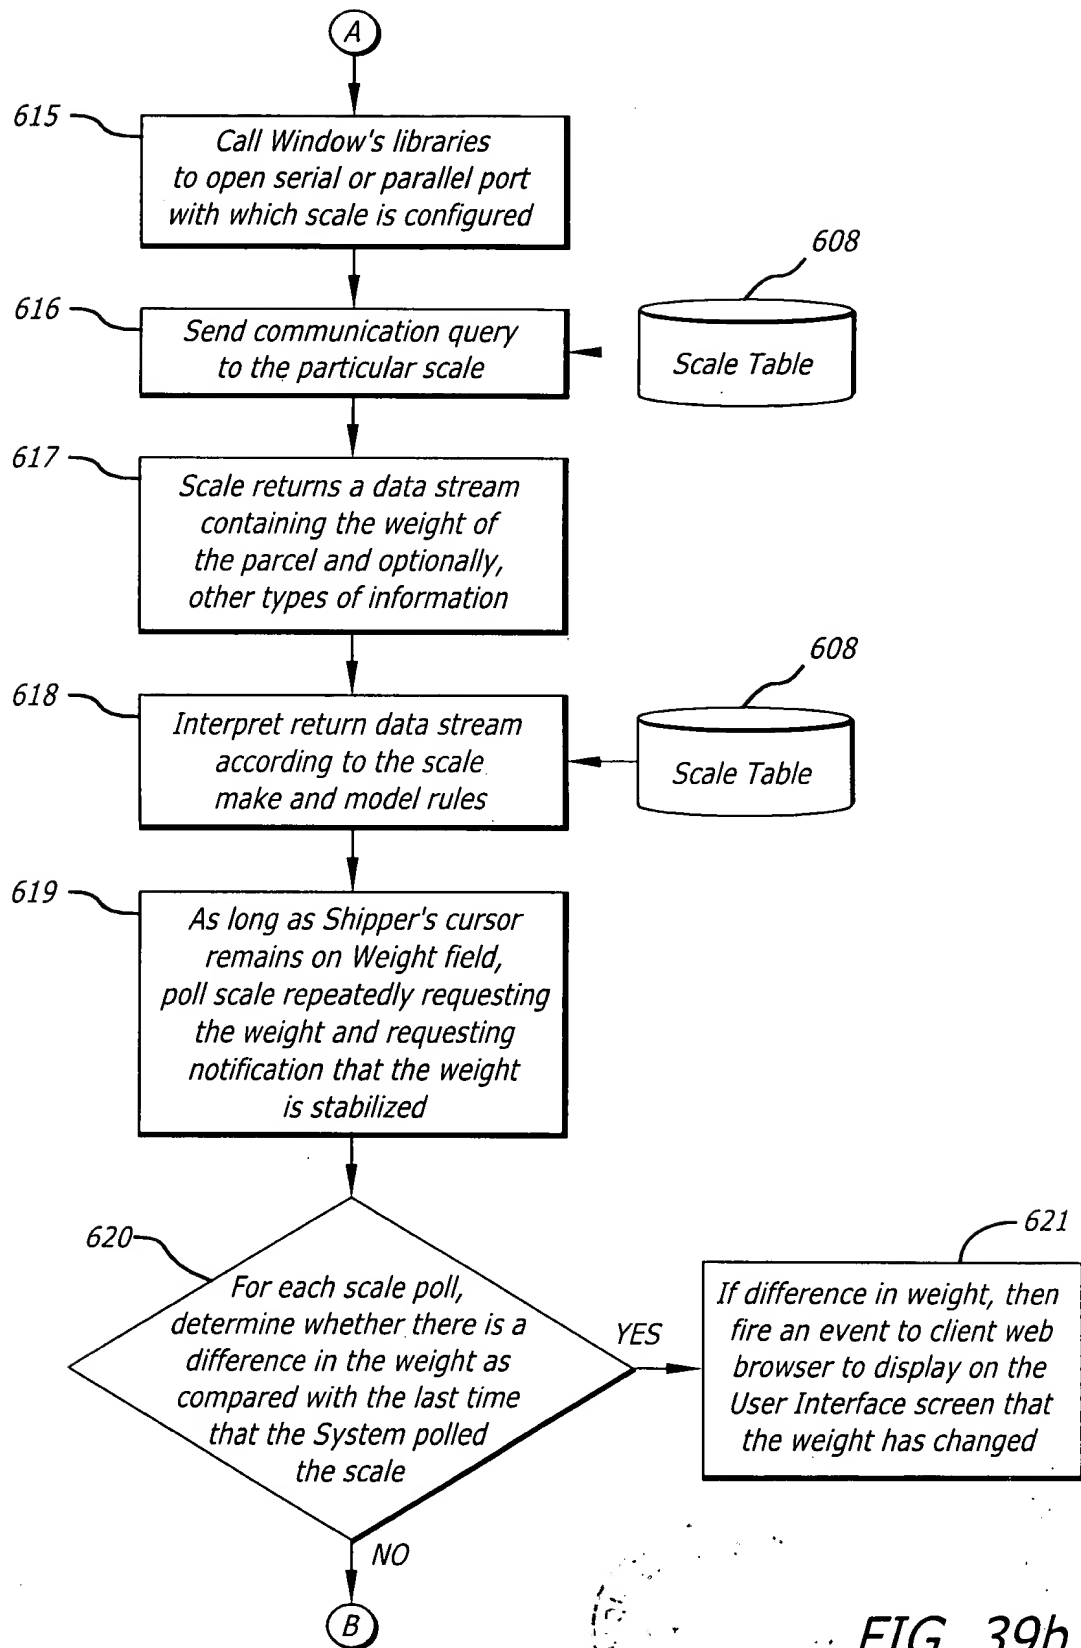 A
615
Call Window's libraries
to open serial or parallel port
with which scale is configured
608
616
Send communication query
to the particular scale
Scale Table
617
Scale returns a data stream
containing the weight of
the parcel and optionally,
other types of information
608
618
Interpret return data stream
according to the scale
make and model rules
Scale Table
619
As long as Shipper's cursor
remains on Weight field,
poll scale repeatedly requesting
the weight and requesting
notification that the weight
is stabilized
620
For each scale poll,
determine whether there is a
difference in the weight as
compared with the last time
that the System polled
the scale
YES
621
If difference in weight, then
fire an event to client web
browser to display on the
User Interface screen that
the weight has changed
NO
B
FIG. 39b